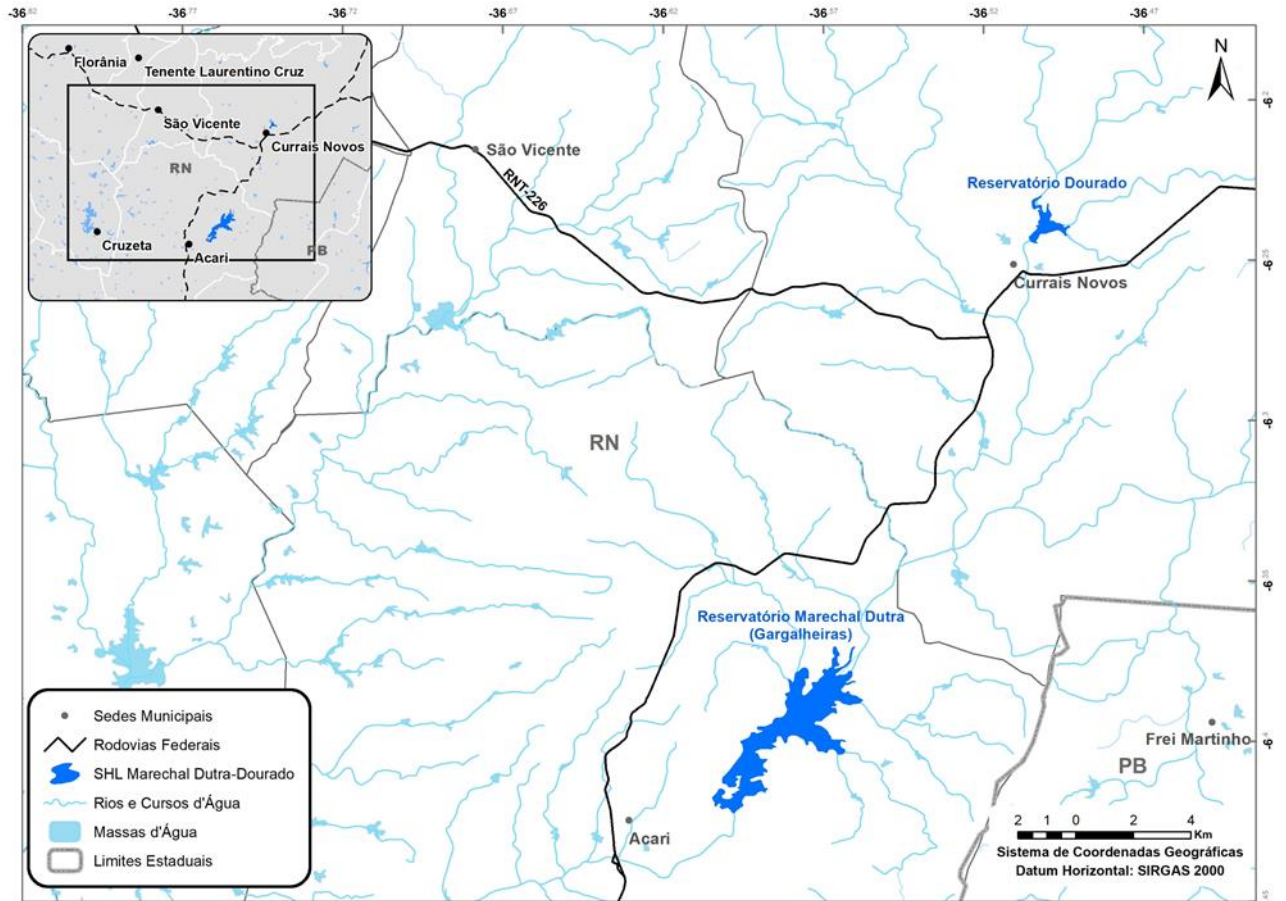 -36.82
-36.77
-36.72
-36.67
-36.62
-36.57
-36.52
-36.47
N
-6.2
Florânia
Tenente Laurentino Cruz
São Vicente
Currais Novos
RN
Cruzeta
Acari
PB
São Vicente
RNT-226
Reservatório Dourado
-6.25
Currais Novos
-6.3
RN
-6.35
Reservatório Marechal Dutra
(Gargalheiras)
-6.4
Frei Martinho
PB
Acari
Sedes Municipais
Rodovias Federais
SHL Marechal Dutra-Dourado
Rios e Cursos d'Água
Massas d'Água
Limites Estaduais
2 1 0 2 4
Km
Sistema de Coordenadas Geográficas
Datum Horizontal: SIRGAS 2000